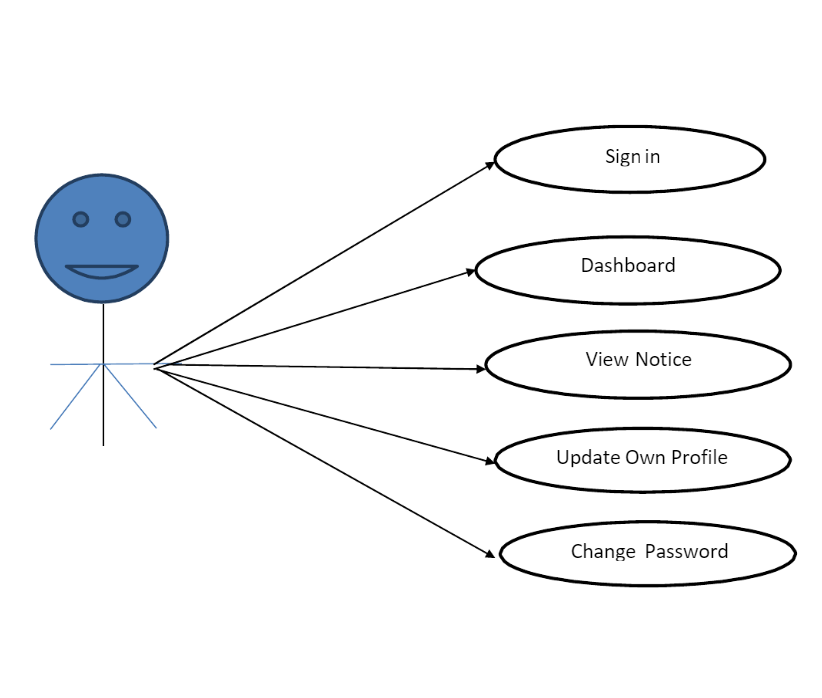 Sign in
Dashboard
View Notice
Update Own Profile
Change Password